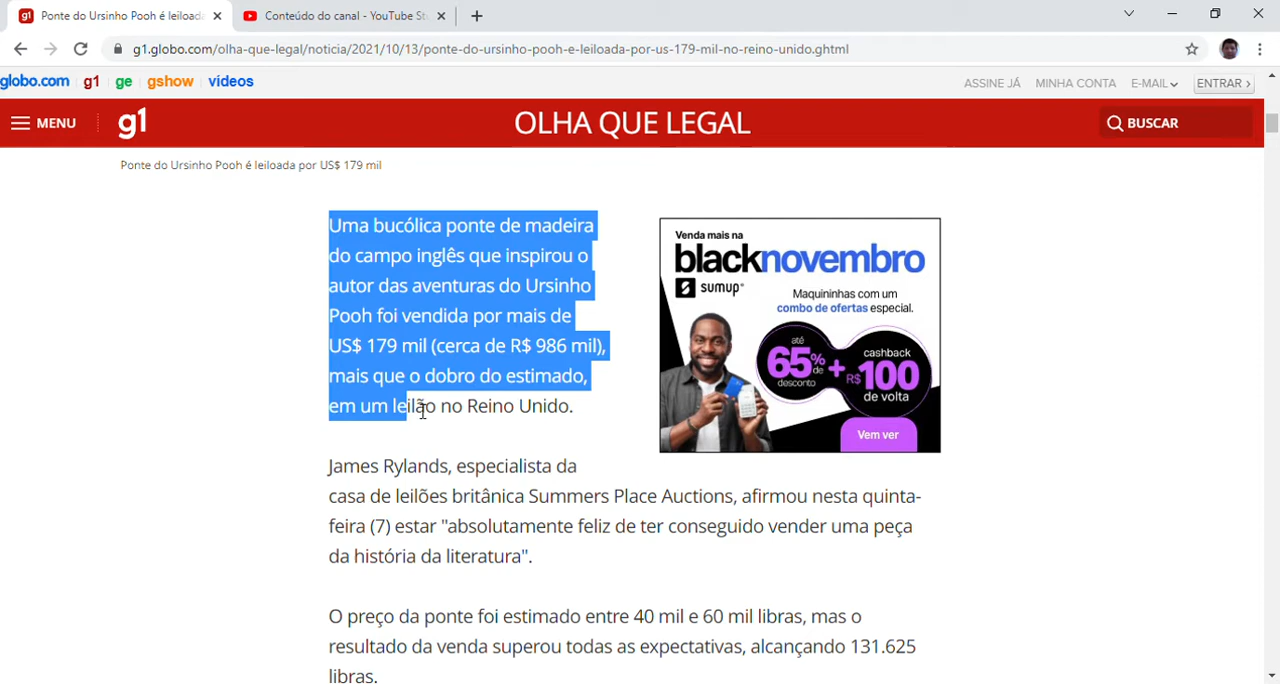 g1 Ponte do Ursinho Pooh é leiloada
Conteúdo do canal - YouTube St
g1.globo.com/olha-que-legal/noticia/2021/10/13/ponte-do-ursinho-pooh-e-leiloada-por-us-179-mil-no-reino-unido.ghtml
globo.com g1 ge gshow vídeos ASSINE JÁ MINHA CONTA E-MAIL ENTRAR ›
MENU g1 OLHA QUE LEGAL BUSCAR
Ponte do Ursinho Pooh é leiloada por US$ 179 mil
Uma bucólica ponte de madeira
do campo inglês que inspirou o
autor das aventuras do Ursinho
Pooh foi vendida por mais de
US$ 179 mil (cerca de R$ 986 mil),
mais que o dobro do estimado,
em um leilão no Reino Unido.
Venda mais na
blacknovembro
sumup®
Maquininhas com um
combo de ofertas especial.
até
65% de
desconto
+
cashback
R$100
de volta
Vem ver
James Rylands, especialista da
casa de leilões britânica Summers Place Auctions, afirmou nesta quinta-
feira (7) estar "absolutamente feliz de ter conseguido vender uma peça
da história da literatura".
O preço da ponte foi estimado entre 40 mil e 60 mil libras, mas o
resultado da venda superou todas as expectativas, alcançando 131.625
libras.